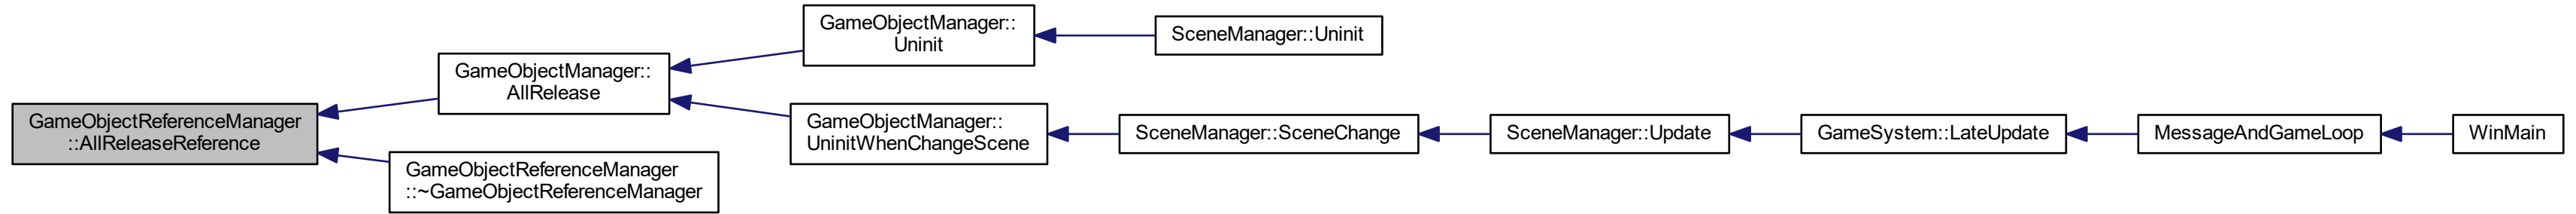 GameObjectReferenceManager
::AllReleaseReference
GameObjectManager::
AllRelease
GameObjectReferenceManager
::~GameObjectReferenceManager
GameObjectManager::
Uninit
GameObjectManager::
UninitWhenChangeScene
SceneManager::Uninit
SceneManager::SceneChange
SceneManager::Update
GameSystem::LateUpdate
MessageAndGameLoop
WinMain